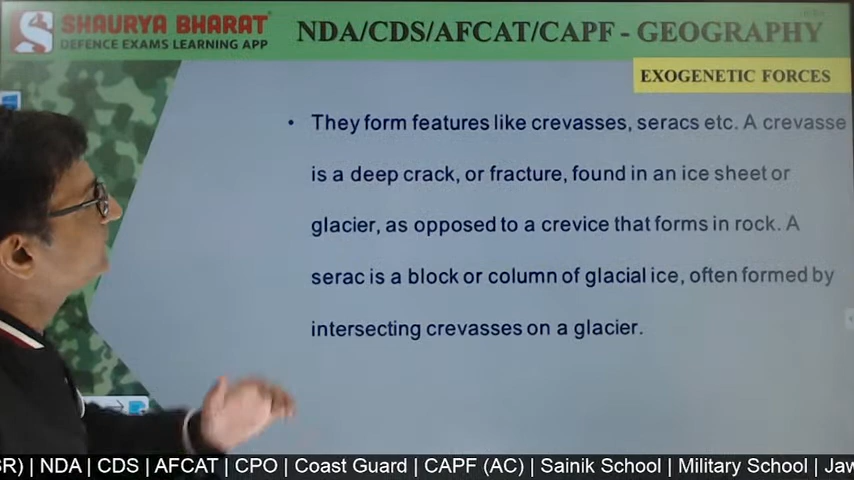 SHAURYA BHARAT
DEFENCE EXAMS LEARNING APP
NDA/CDS/AFCAT/CAPF - GEOGRAPHY
EXOGENETIC FORCES
• They form features like crevasses, seracs etc. A crevasse
is a deep crack, or fracture, found in an ice sheet or
glacier, as opposed to a crevice that forms in rock. A
serac is a block or column of glacial ice, often formed by
intersecting crevasses on a glacier.
SR) | NDA | CDS | AFCAT | CPO | Coast Guard | CAPF (AC) | Sainik School | Military School | Jaw